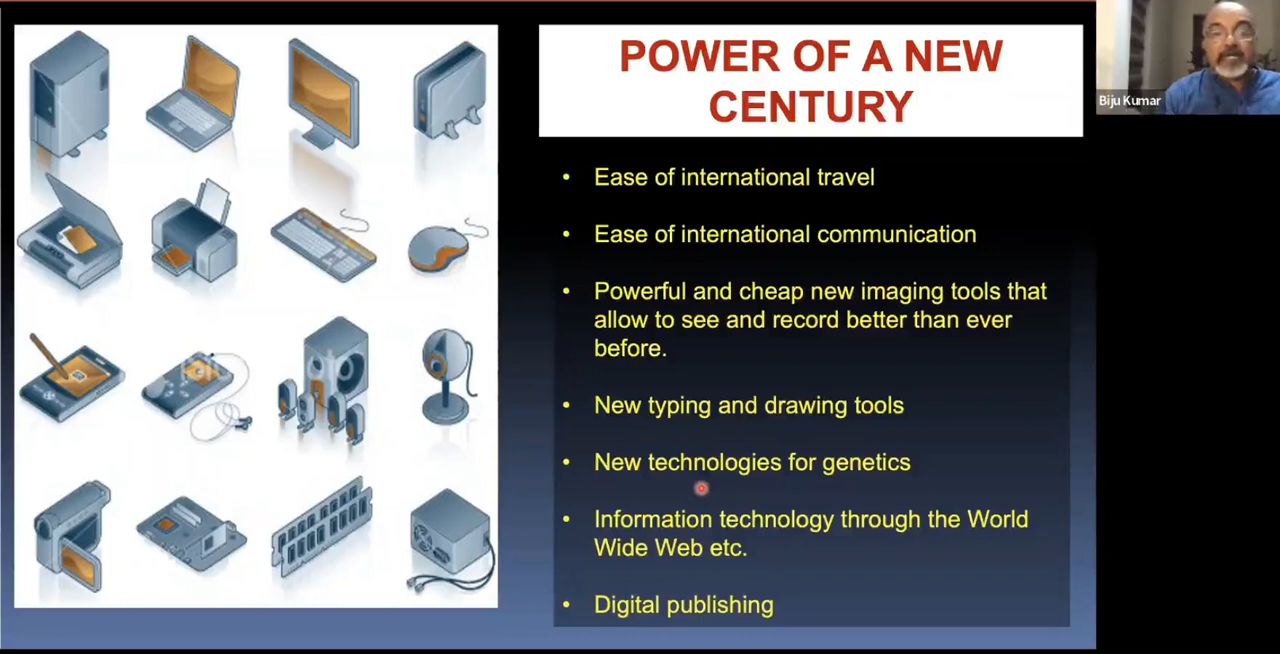 POWER OF A NEW
CENTURY
Biju Kumar
• Ease of international travel
• Ease of international communication
• Powerful and cheap new imaging tools that
allow to see and record better than ever
before.
• New typing and drawing tools
• New technologies for genetics
• Information technology through the World
Wide Web etc.
• Digital publishing